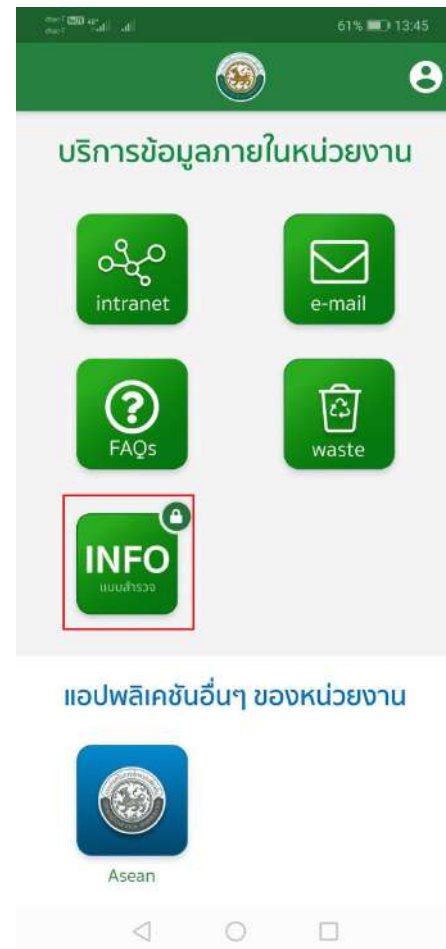 61% 13:45
บริการข้อมูลภายในหน่วยงาน
intranet
e-mail
FAQs
waste
INFO
แบบสำรวจ
แอปพลิเคชันอื่นๆ ของหน่วยงาน
Asean